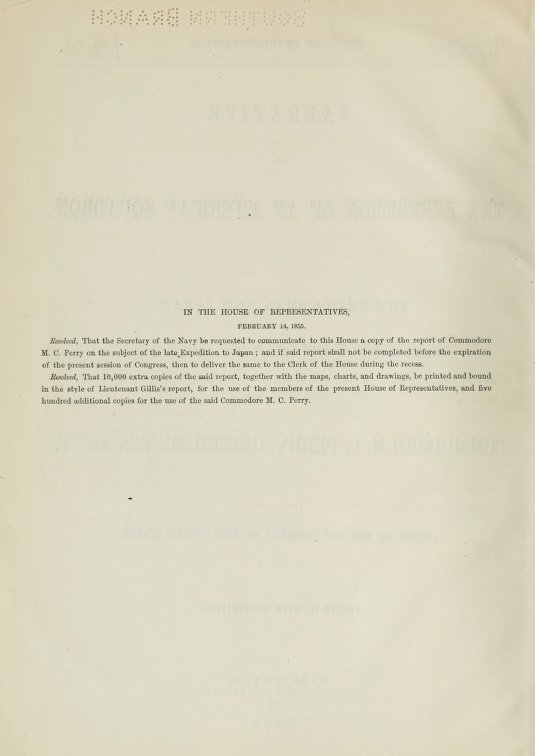 SOUTHERN BRANCH
IN THE HOUSE OF REPRESENTATIVES,
FEBRUARY 14, 1855.
Resolved, That the Secretary of the Navy be requested to communicate to this House a copy of the report of Commodore
M. C. Perry on the subject of the late Expedition to Japan; and if said report shall not be completed before the expiration
of the present session of Congress, then to deliver the same to the Clerk of the House during the recess.
Resolved, That 10,000 extra copies of the said report, together with the maps, charts, and drawings, be printed and bound
in the style of Lieutenant Gillis's report, for the use of the members of the present House of Representatives, and five
hundred additional copies for the use of the said Commodore M. C. Perry.